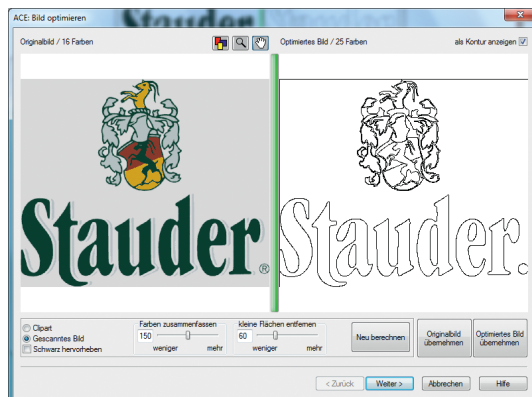 ACE: Bild optimieren
Originalbild / 16 Farben
Optimiertes Bild / 25 Farben
als Kontur anzeigen
Stauder®
Stauder.
Clipart
Gescanntes Bild
Schwarz hervorheben
Farben zusammenfassen
150
weniger mehr
kleine Flächen entfernen
60
weniger mehr
Neu berechnen
Originalbild übernehmen
Optimiertes Bild übernehmen
< Zurück
Weiter >
Abbrechen
Hilfe